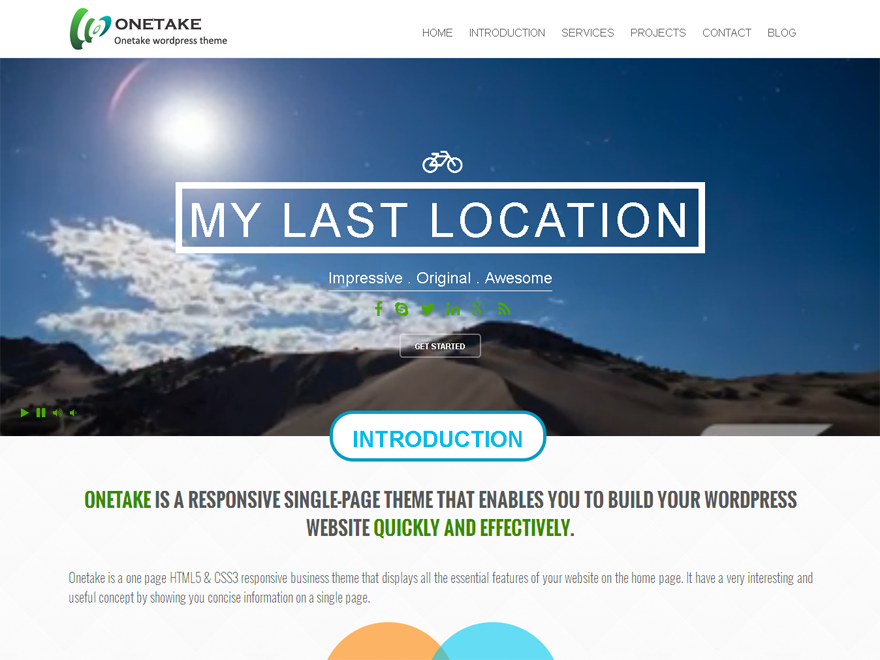 ONETAKE
Onetake wordpress theme
HOME INTRODUCTION SERVICES PROJECTS CONTACT BLOG
MY LAST LOCATION
Impressive . Original . Awesome
GET STARTED
INTRODUCTION
ONETAKE IS A RESPONSIVE SINGLE-PAGE THEME THAT ENABLES YOU TO BUILD YOUR WORDPRESS
WEBSITE QUICKLY AND EFFECTIVELY.
Onetake is a one page HTML5 & CSS3 responsive business theme that displays all the essential features of your website on the home page. It have a very interesting and
useful concept by showing you concise information on a single page.